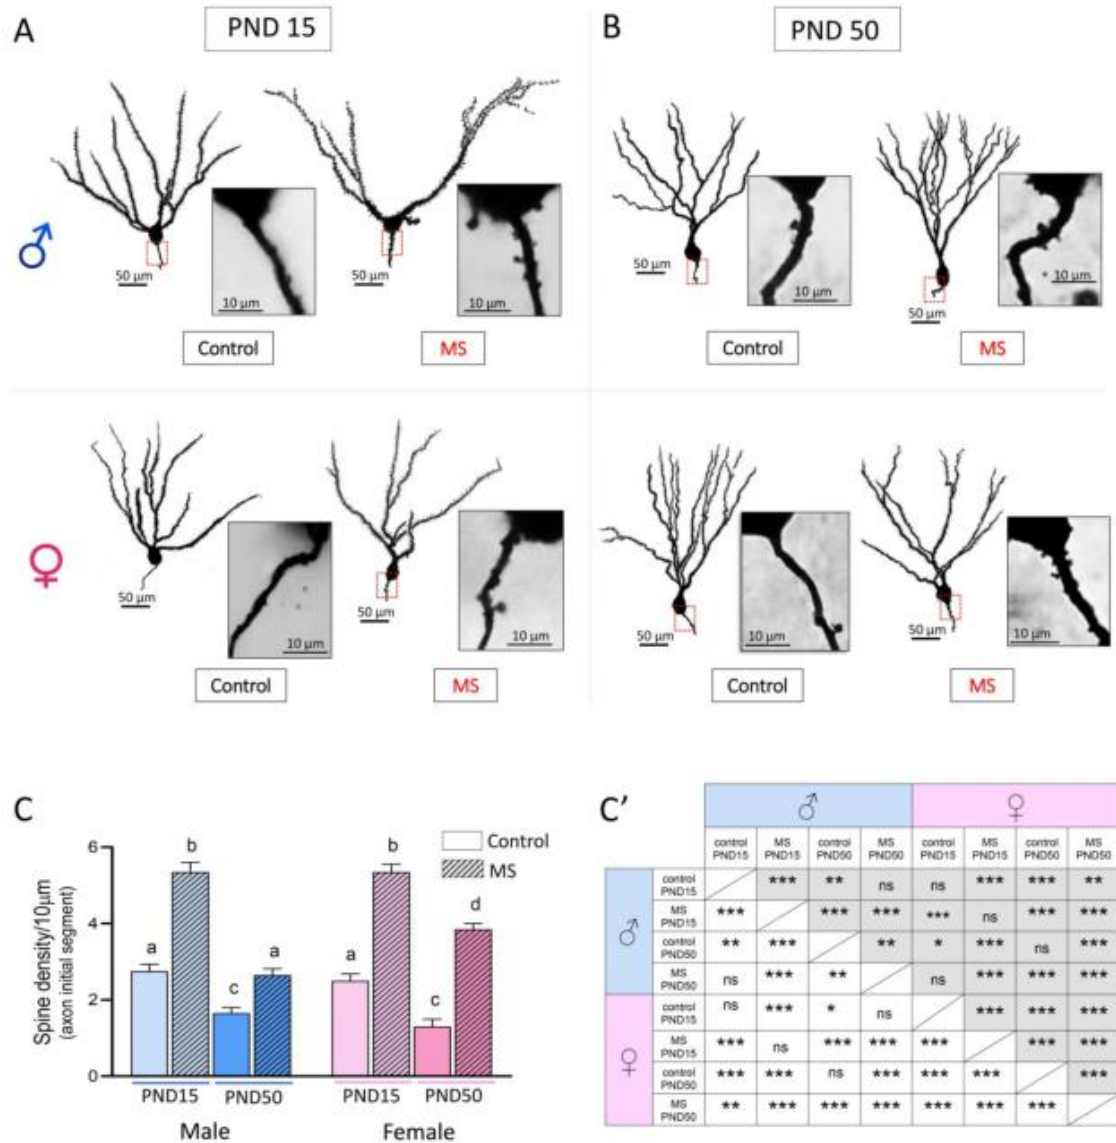 A
PND 15
B
PND 50
♂
50 µm
10 µm
50 µm
10 µm
50 µm
10 µm
50 µm
10 µm
Control
MS
Control
MS
♀
50 µm
10 µm
50 µm
10 µm
50 µm
10 µm
50 µm
10 µm
Control
MS
Control
MS
C
Spine density/10µm
(axon initial segment)
6
4
2
0
a
b
c
a
a
b
c
d
Control
MS
PND15
PND50
PND15
PND50
Male
Female
C'
♂ ♀
control PND15 MS PND15 control PND50 MS PND50 control PND15 MS PND15 control PND50 MS PND50
♂
control PND15 *** ** ns ns *** *** **
MS PND15 *** *** *** *** ns *** ***
control PND50 ** *** ** * *** ns ***
MS PND50 ns *** ** ns *** *** ***
♀
control PND15 ns *** * ns *** *** ***
MS PND15 *** ns *** *** *** *** ***
control PND50 *** *** ns *** *** *** ***
MS PND50 ** *** *** *** *** *** ***